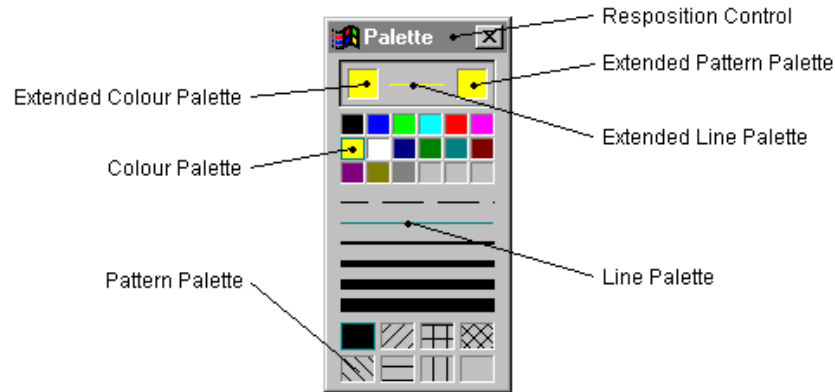 Resposition Control
Palette
Extended Pattern Palette
Extended Colour Palette
Extended Line Palette
Colour Palette
Pattern Palette
Line Palette